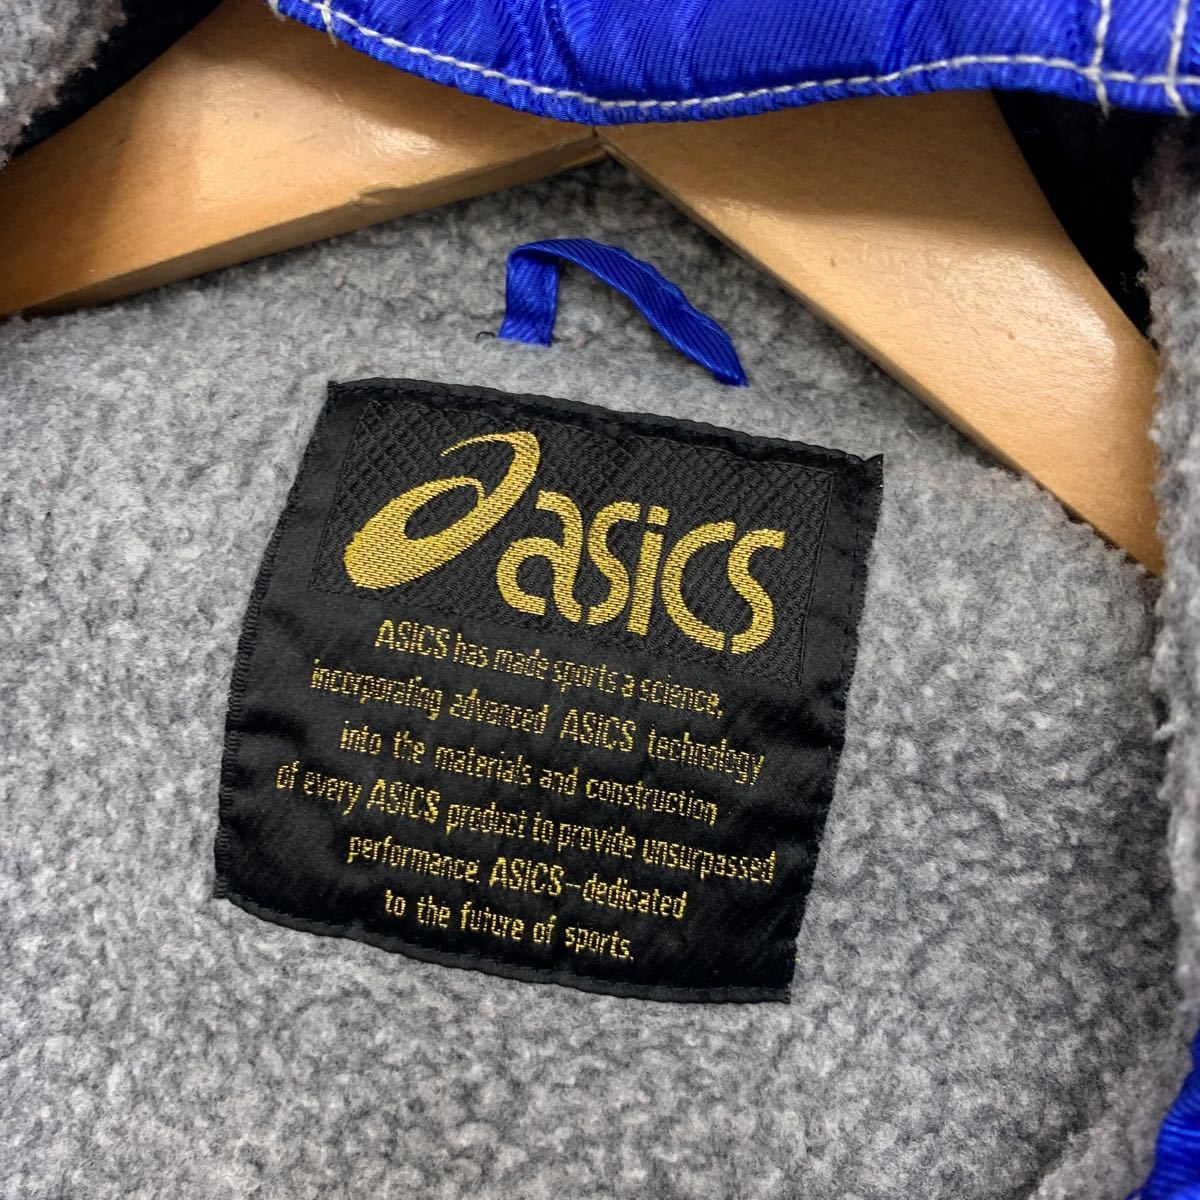 asics
ASICS has made sports a science,
incorporating advanced ASICS technology
into the materials and construction
of every ASICS product to provide unsurpassed
performance. ASICS-dedicated
to the future of sports.